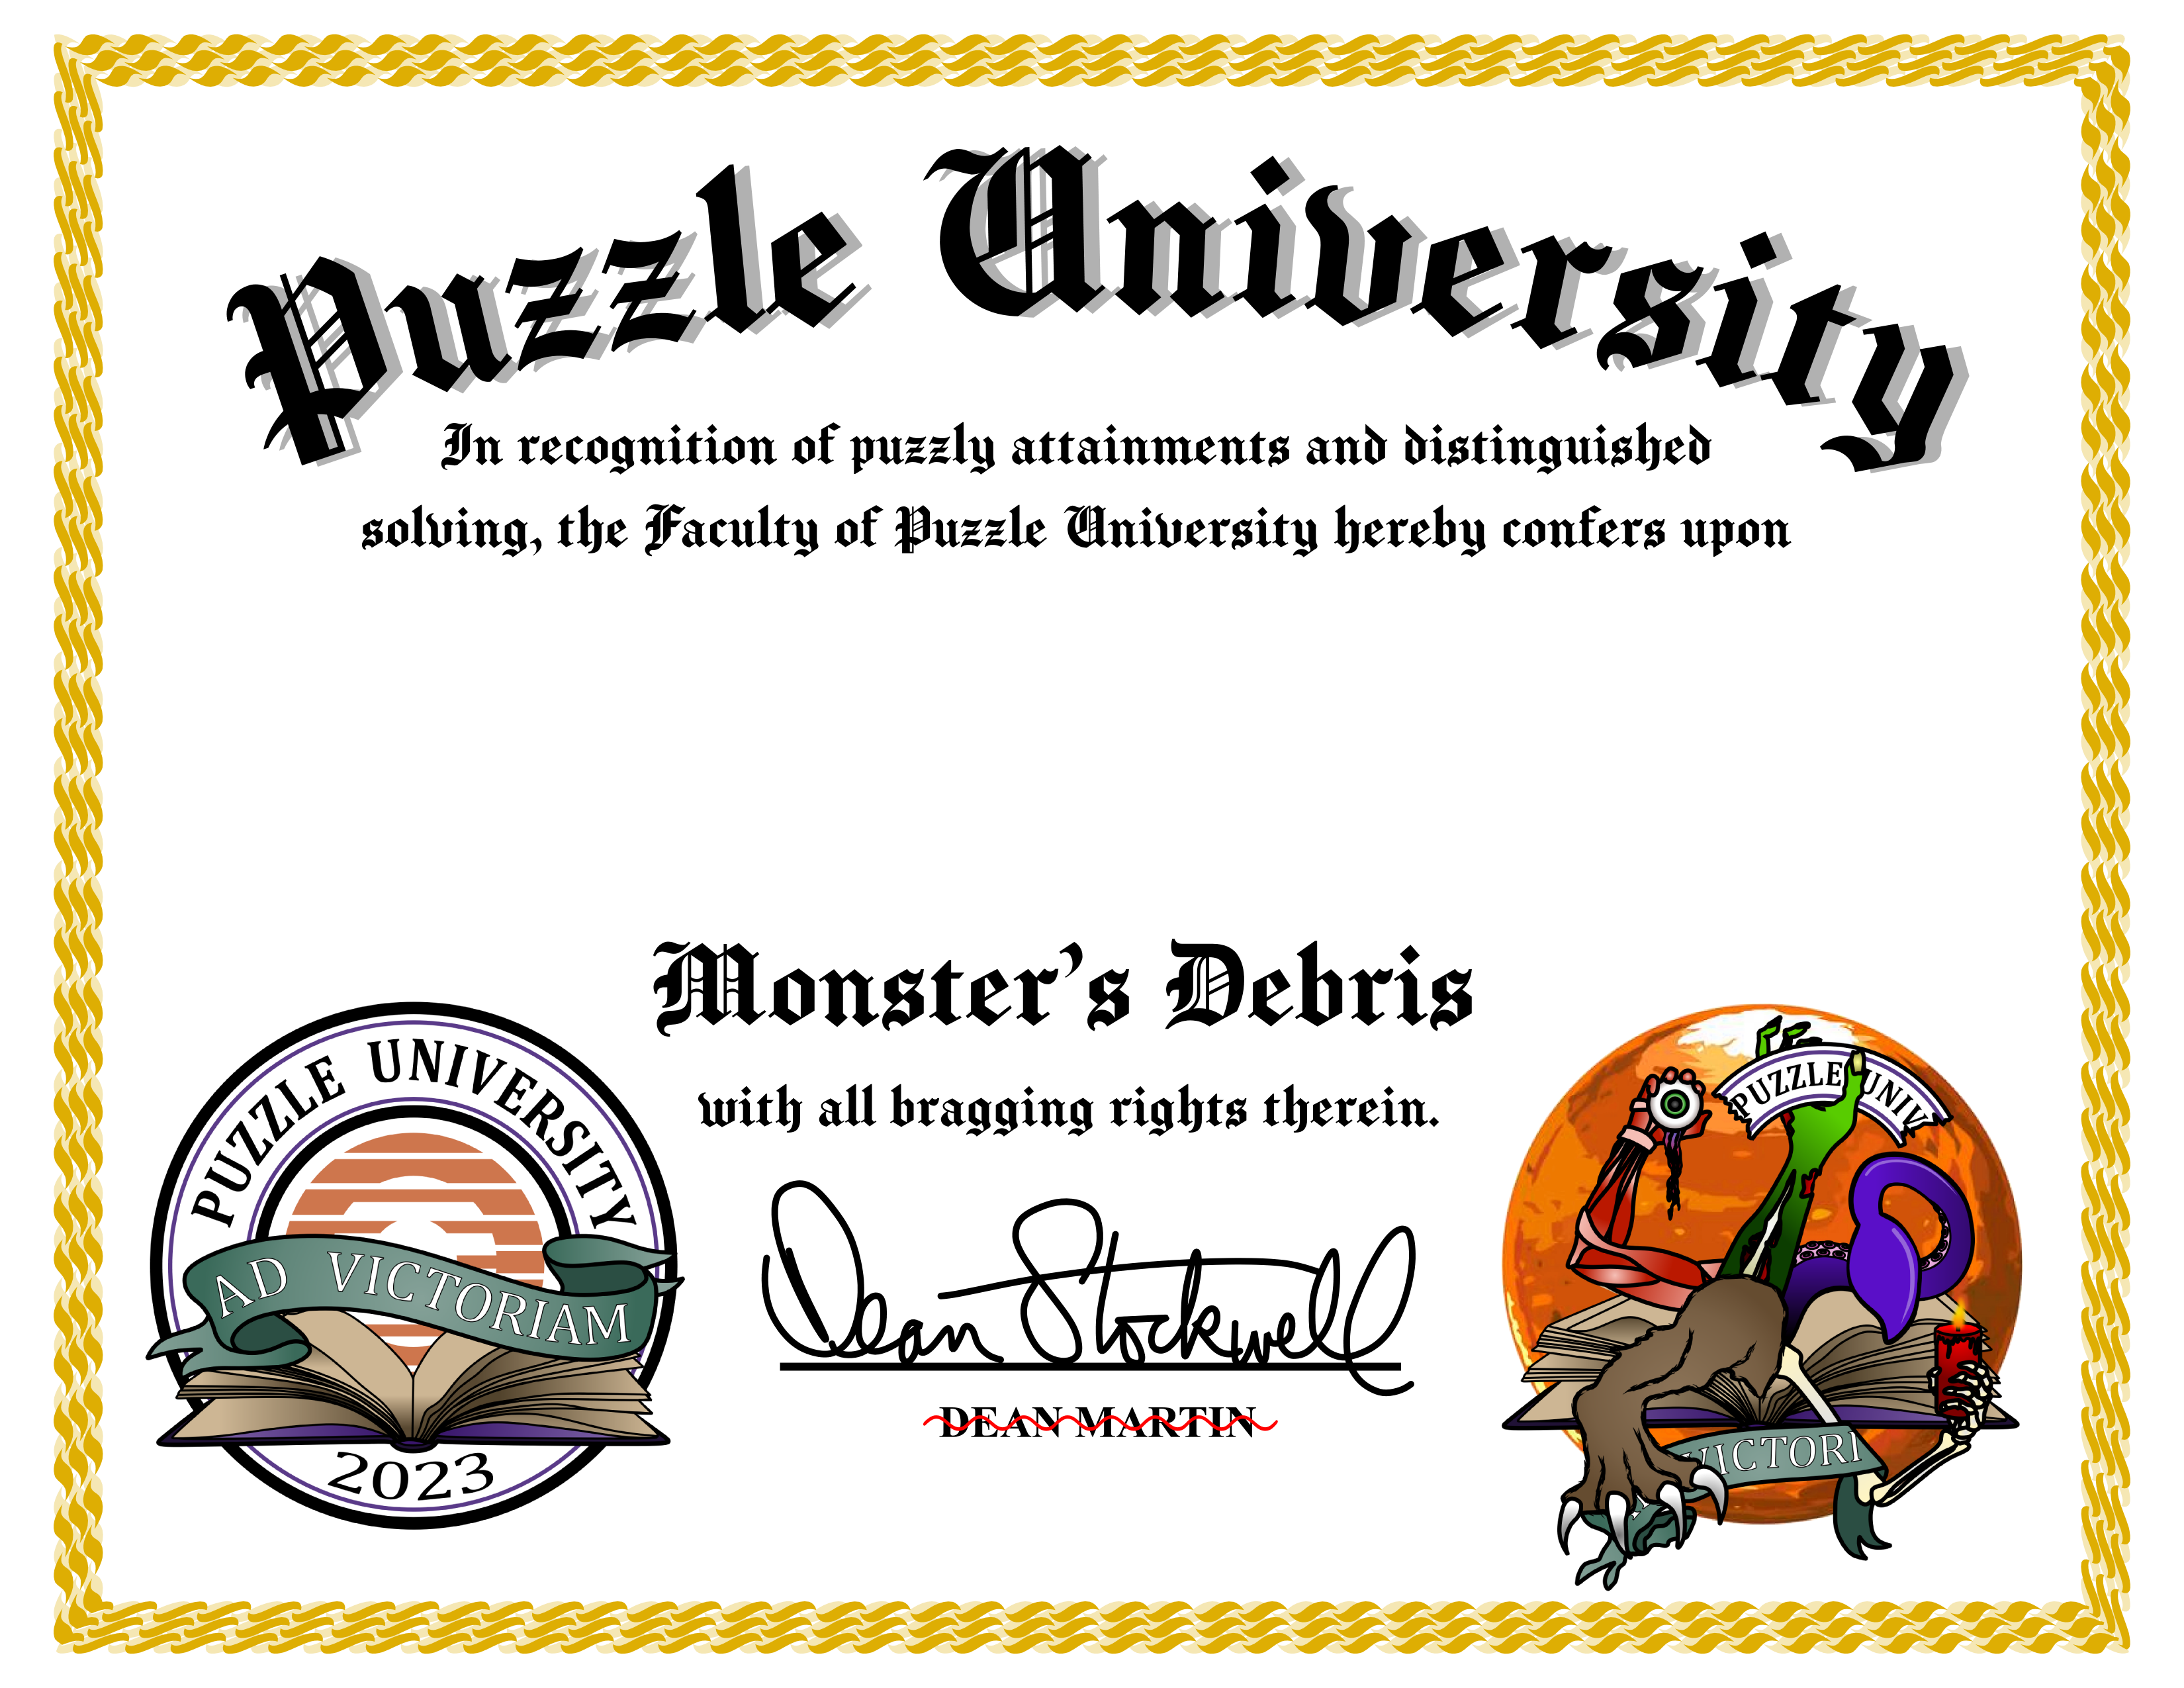 Puzzle University
In recognition of puzzly attainments and distinguished
solving, the Faculty of Puzzle University hereby confers upon
Monster's Debris
with all bragging rights therein.
Dean Stockwell
DEAN MARTIN
PUZZLE UNIVERSITY
AD VICTORIAM
2023
PUZZLE UNIV
VICTORI